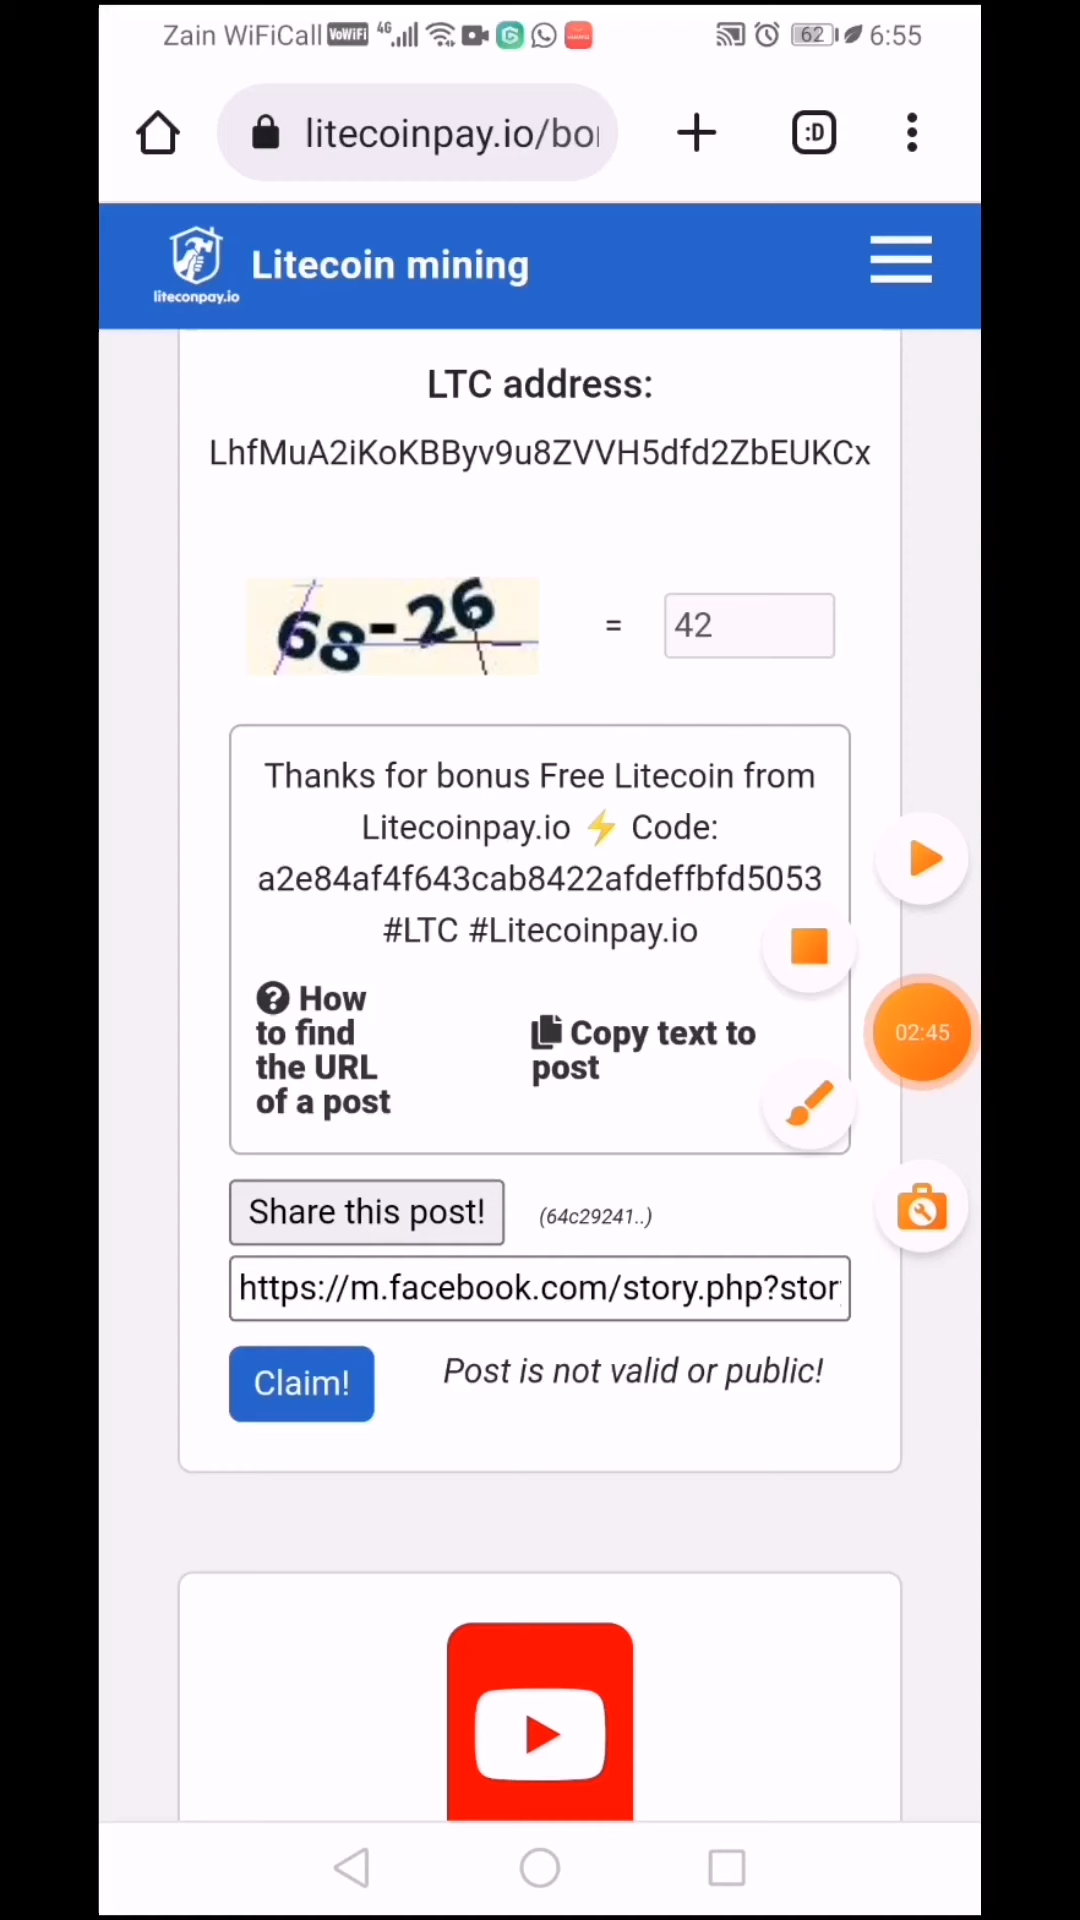 Zain WiFiCall VoWiFi 4G 62 6:55
litecoinpay.io/bo
:D
liteconpay.io
Litecoin mining
LTC address:
LhfMuA2iKoKBByv9u8ZVVH5dfd2ZbEUKCx
68-26 = 42
Thanks for bonus Free Litecoin from
Litecoinpay.io ⚡ Code:
a2e84af4f643cab8422afdeffbfd5053
#LTC #Litecoinpay.io
How
to find
the URL
of a post
Copy text to
post
02:45
Share this post! (64c29241..)
https://m.facebook.com/story.php?stor
Claim! Post is not valid or public!